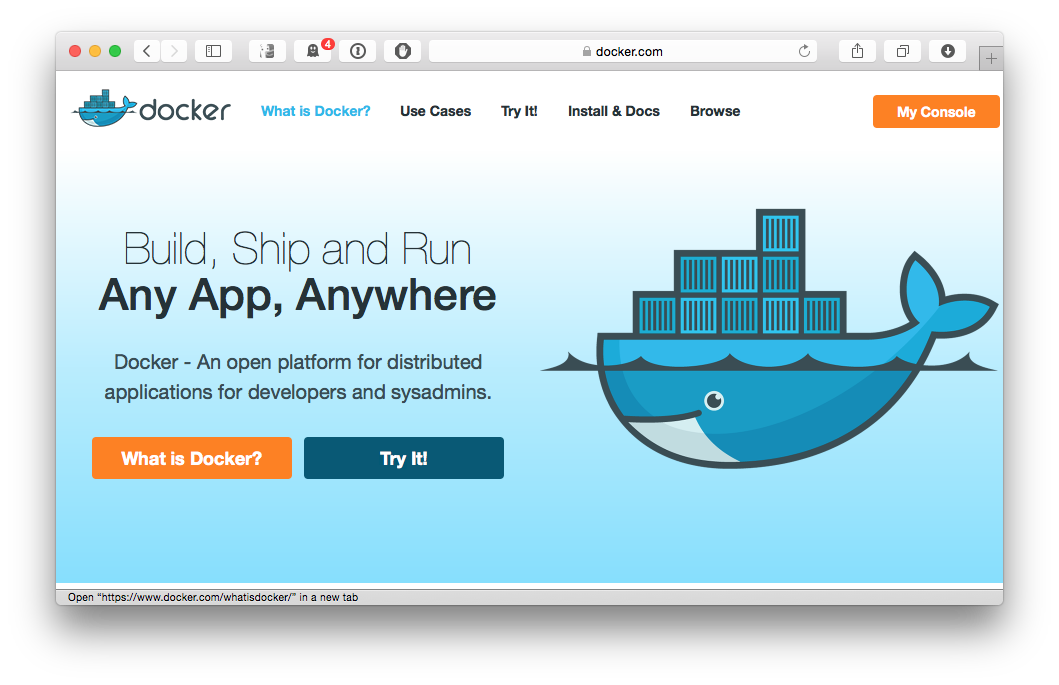 4
docker.com
docker
What is Docker?
Use Cases
Try It!
Install & Docs
Browse
My Console
Build, Ship and Run
Any App, Anywhere
Docker - An open platform for distributed
applications for developers and sysadmins.
What is Docker?
Try It!
Open “https://www.docker.com/whatisdocker/” in a new tab